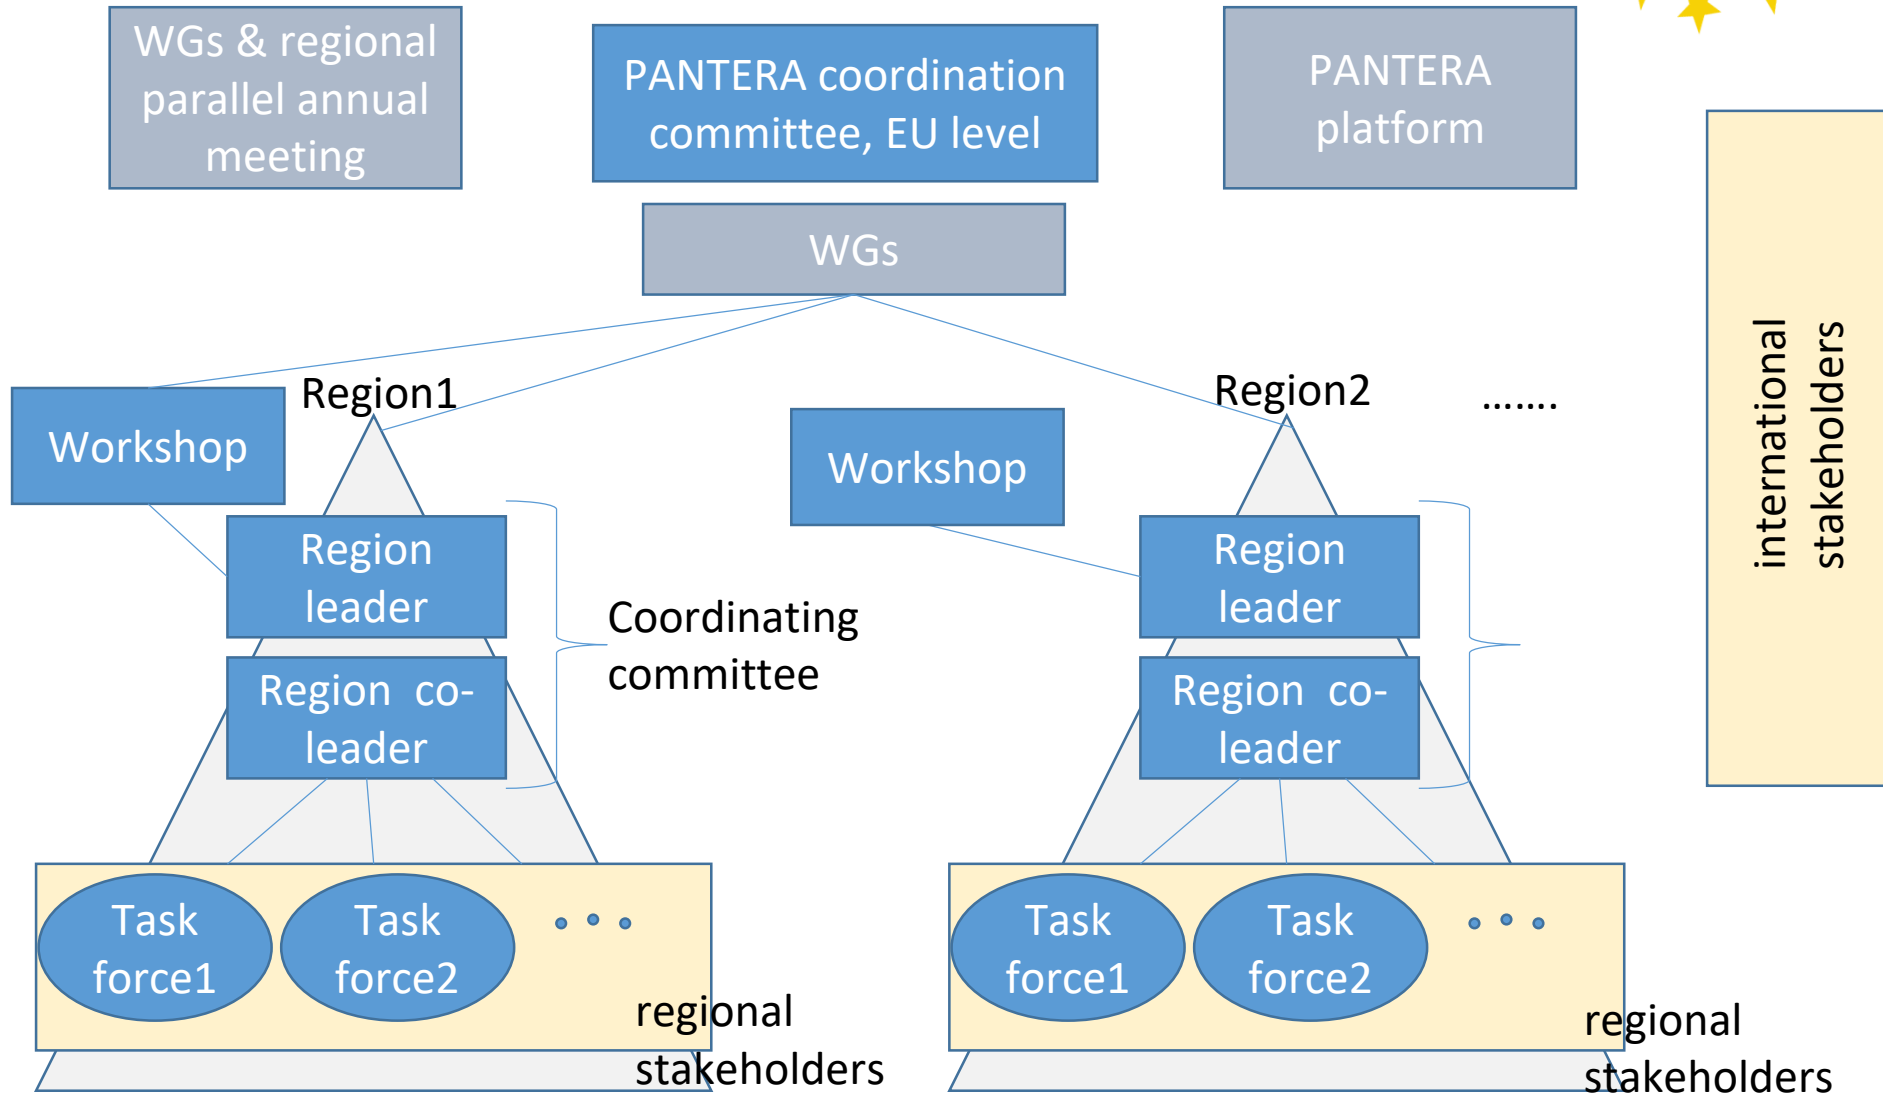 WGs & regional
parallel annual
meeting
PANTERA coordination
committee, EU level
PANTERA
platform
WGs
international
stakeholders
Region1
Region2
.......
Workshop
Workshop
Region
leader
Region
leader
Coordinating
committee
Region co-
leader
Region co-
leader
Task
force1
Task
force2
regional
stakeholders
Task
force1
Task
force2
regional
stakeholders